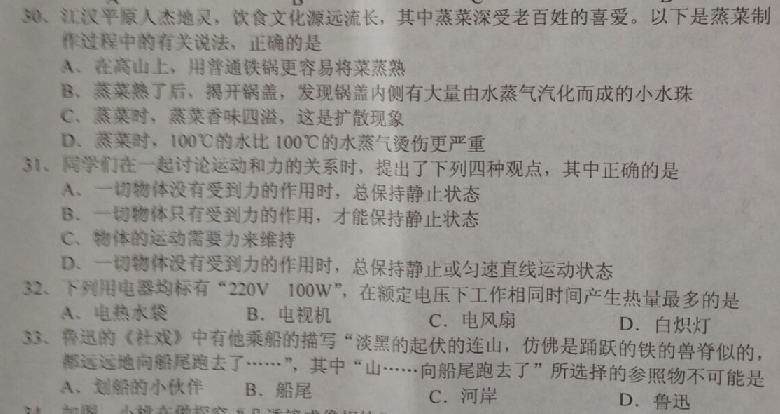 30、江汉平原人杰地灵，饮食文化源远流长，其中蒸菜深受老百姓的喜爱。以下是蒸菜制
作过程中的有关说法，正确的是
A、在高山上，用普通铁锅更容易将菜蒸熟
B、蒸菜熟了后，揭开锅盖，发现锅盖内侧有大量由水蒸气汽化而成的小水珠
C、蒸菜时，蒸菜香味四溢，这是扩散现象
D、蒸菜时，100℃的水比100℃的水蒸气烫伤更严重
31、同学们在一起讨论运动和力的关系时，提出了下列四种观点，其中正确的是
A、一切物体没有受到力的作用时，总保持静止状态
B、一切物体只有受到力的作用，才能保持静止状态
C、物体的运动需要力来维持
D、一切物体没有受到力的作用时，总保持静止或匀速直线运动状态
32、下列用电器均标有“220V 100W”，在额定电压下工作相同时间产生热量最多的是
A、电热水袋 B、电视机 C、电风扇 D、白炽灯
33、鲁迅的《社戏》中有他乘船的描写“淡黑的起伏的连山，仿佛是踊跃的铁的兽脊似的，
都远远地向船尾跑去了……”，其中“山……向船尾跑去了”所选择的参照物不可能是
A、划船的小伙伴 B、船尾 C、河岸 D、鲁迅